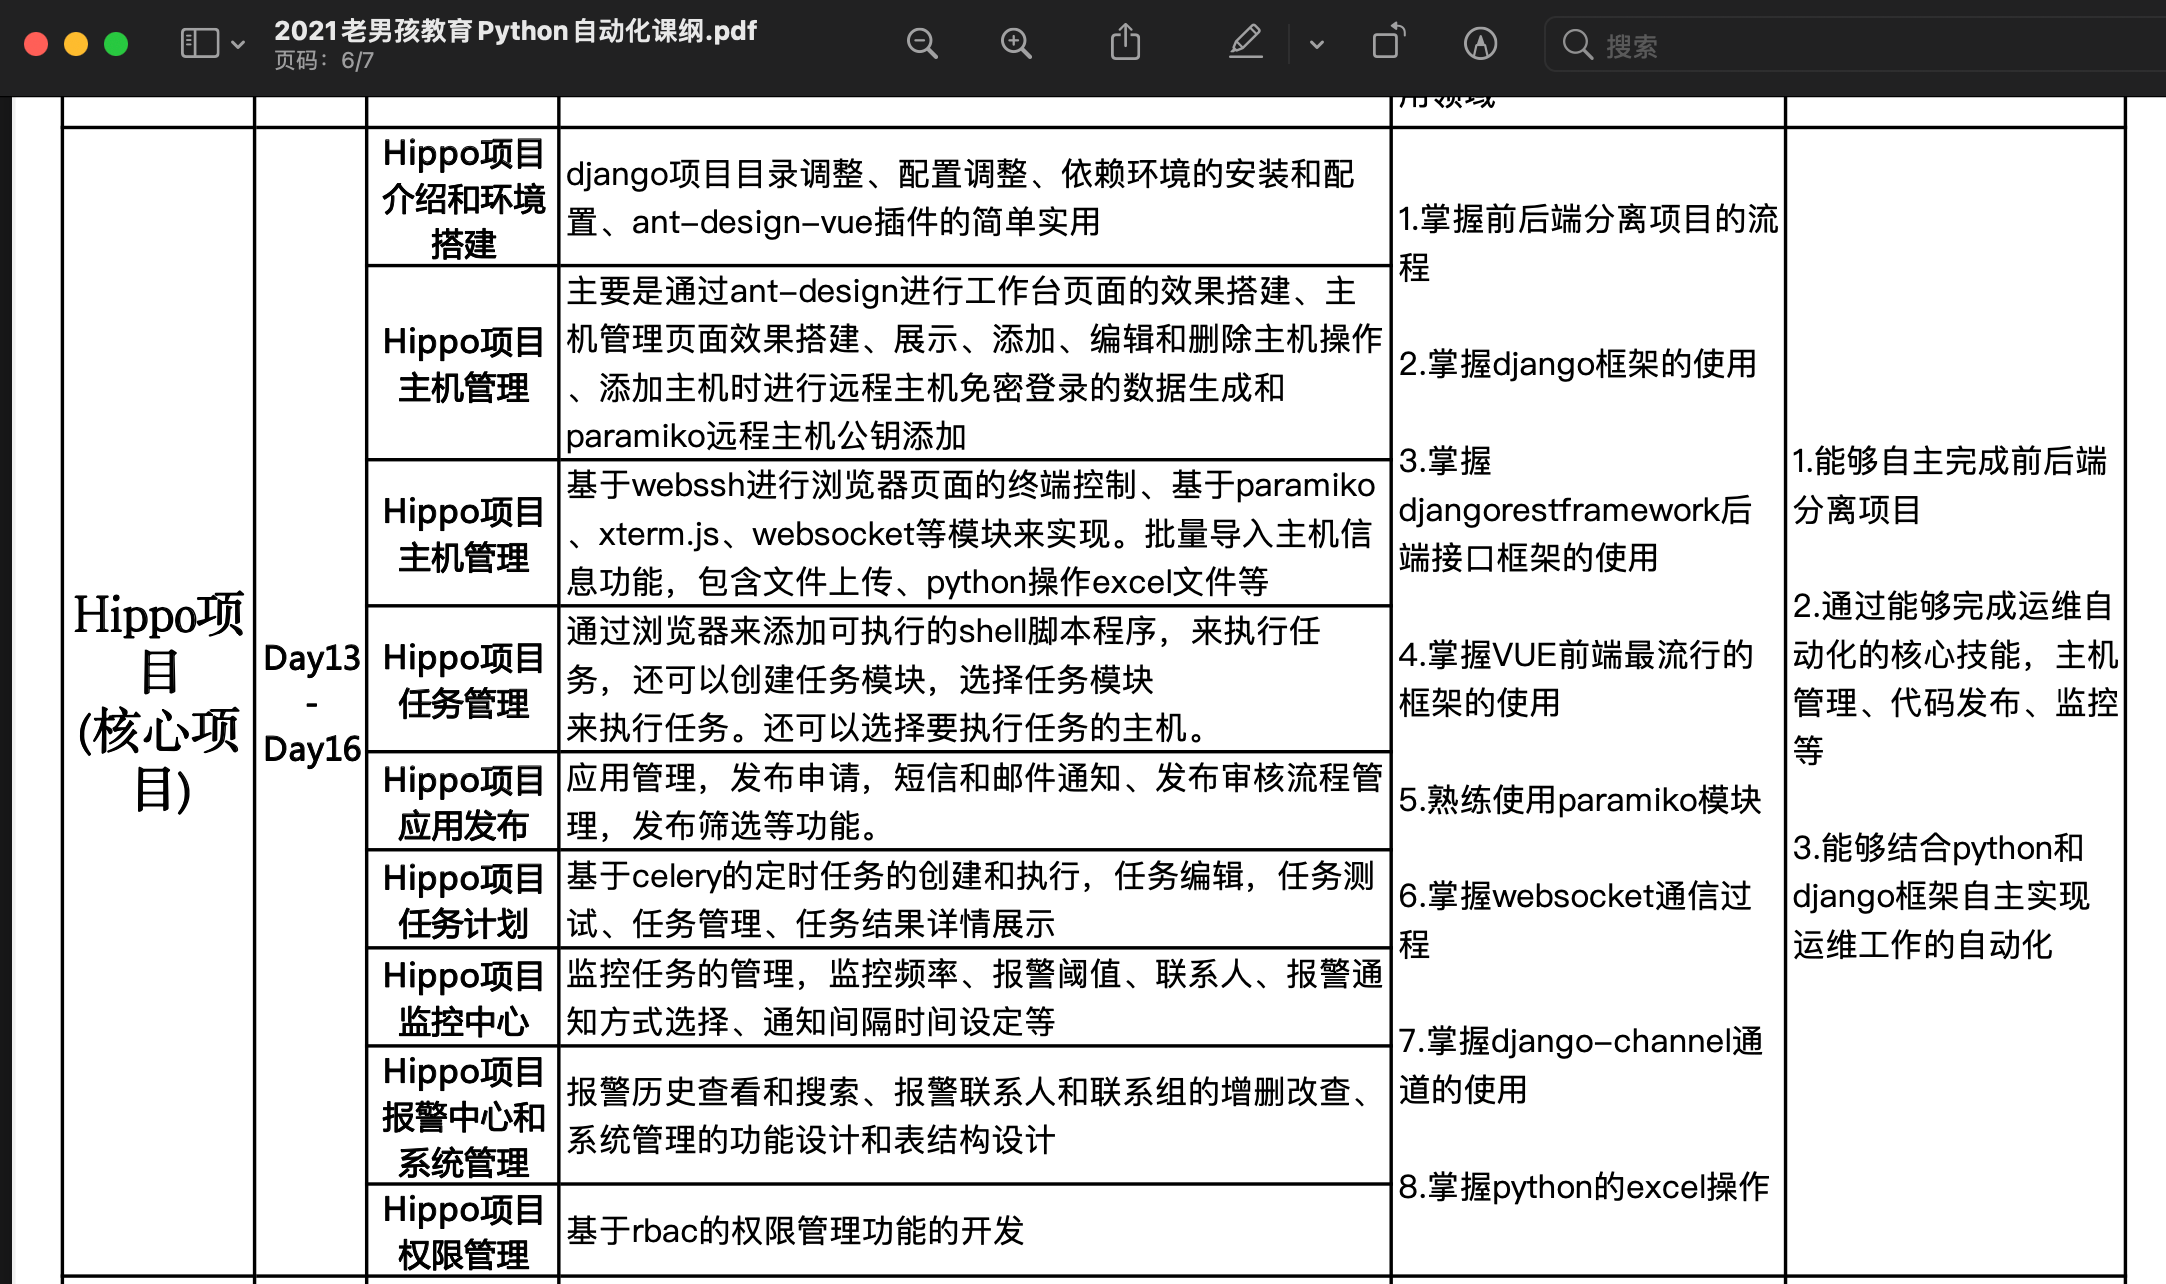 2021老男孩教育Python自动化课纲.pdf
页码：6/7
搜索
用领域
Hippo项
目
(核心项
目)
Day13
-
Day16
Hippo项目
介绍和环境
搭建
django项目目录调整、配置调整、依赖环境的安装和配
置、ant-design-vue插件的简单实用
Hippo项目
主机管理
主要是通过ant-design进行工作台页面的效果搭建、主
机管理页面效果搭建、展示、添加、编辑和删除主机操作
、添加主机时进行远程主机免密登录的数据生成和
paramiko远程主机公钥添加
Hippo项目
主机管理
基于webssh进行浏览器页面的终端控制、基于paramiko
、xterm.js、websocket等模块来实现。批量导入主机信
息功能，包含文件上传、python操作excel文件等
Hippo项目
任务管理
通过浏览器来添加可执行的shell脚本程序，来执行任
务，还可以创建任务模块，选择任务模块
来执行任务。还可以选择要执行任务的主机。
Hippo项目
应用发布
应用管理，发布申请，短信和邮件通知、发布审核流程管
理，发布筛选等功能。
Hippo项目
任务计划
基于celery的定时任务的创建和执行，任务编辑，任务测
试、任务管理、任务结果详情展示
Hippo项目
监控中心
监控任务的管理，监控频率、报警阈值、联系人、报警通
知方式选择、通知间隔时间设定等
Hippo项目
报警中心和
系统管理
报警历史查看和搜索、报警联系人和联系组的增删改查、
系统管理的功能设计和表结构设计
Hippo项目
权限管理
基于rbac的权限管理功能的开发
1.掌握前后端分离项目的流
程
2.掌握django框架的使用
3.掌握
djangorestframework后
端接口框架的使用
4.掌握VUE前端最流行的
框架的使用
5.熟练使用paramiko模块
6.掌握websocket通信过
程
7.掌握django-channel通
道的使用
8.掌握python的excel操作
1.能够自主完成前后端
分离项目
2.通过能够完成运维自
动化的核心技能，主机
管理、代码发布、监控
等
3.能够结合python和
django框架自主实现
运维工作的自动化